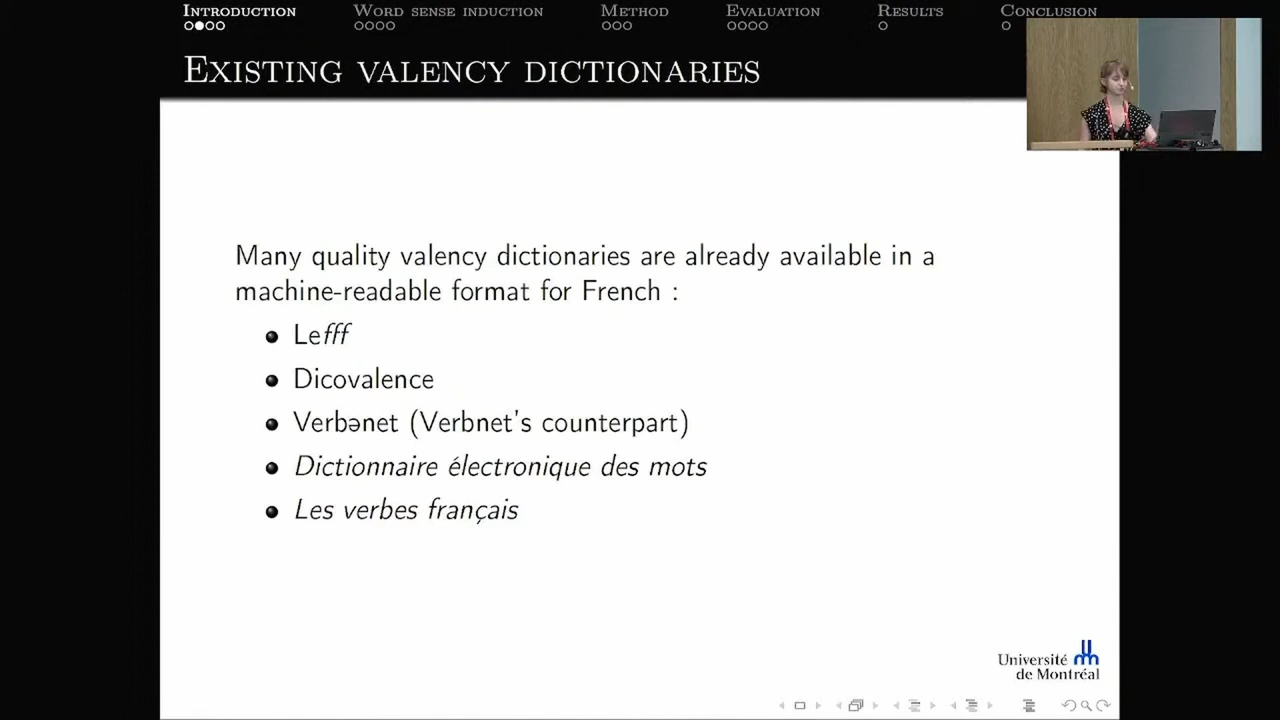 Introduction Word sense induction Method Evaluation Results Conclusion
Existing valency dictionaries
Many quality valency dictionaries are already available in a
machine-readable format for French :
Lefff
Dicovalence
Verbənet (Verbnet's counterpart)
Dictionnaire électronique des mots
Les verbes français
Université
de Montréal